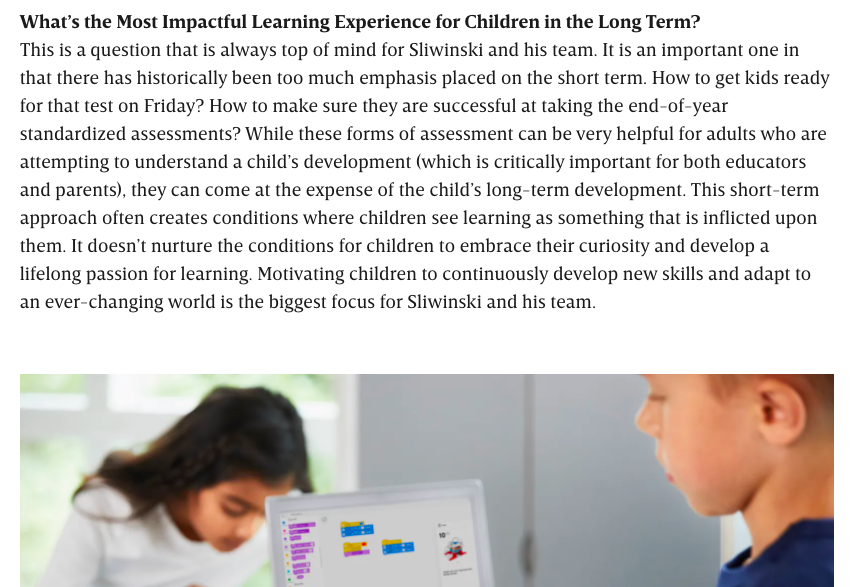 What’s the Most Impactful Learning Experience for Children in the Long Term?
This is a question that is always top of mind for Sliwinski and his team. It is an important one in
that there has historically been too much emphasis placed on the short term. How to get kids ready
for that test on Friday? How to make sure they are successful at taking the end-of-year
standardized assessments? While these forms of assessment can be very helpful for adults who are
attempting to understand a child’s development (which is critically important for both educators
and parents), they can come at the expense of the child’s long-term development. This short-term
approach often creates conditions where children see learning as something that is inflicted upon
them. It doesn’t nurture the conditions for children to embrace their curiosity and develop a
lifelong passion for learning. Motivating children to continuously develop new skills and adapt to
an ever-changing world is the biggest focus for Sliwinski and his team.
10